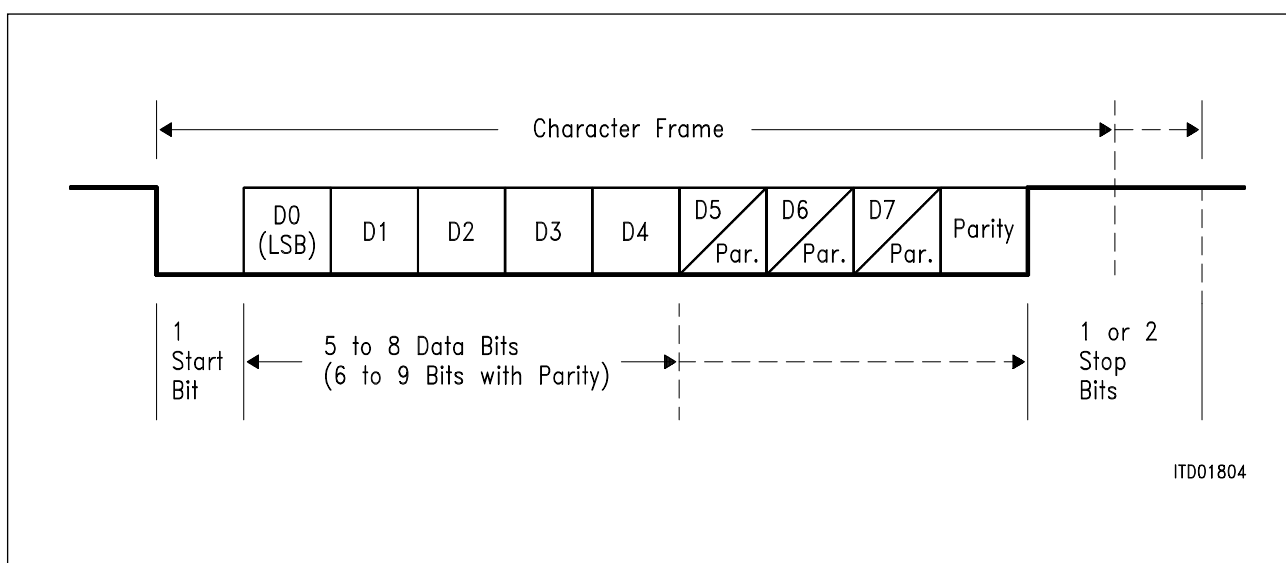 Character Frame
D0
(LSB)
D1
D2
D3
D4
D5
Par.
D6
Par.
D7
Par.
Parity
1
Start
Bit
5 to 8 Data Bits
(6 to 9 Bits with Parity)
1 or 2
Stop
Bits
ITD01804